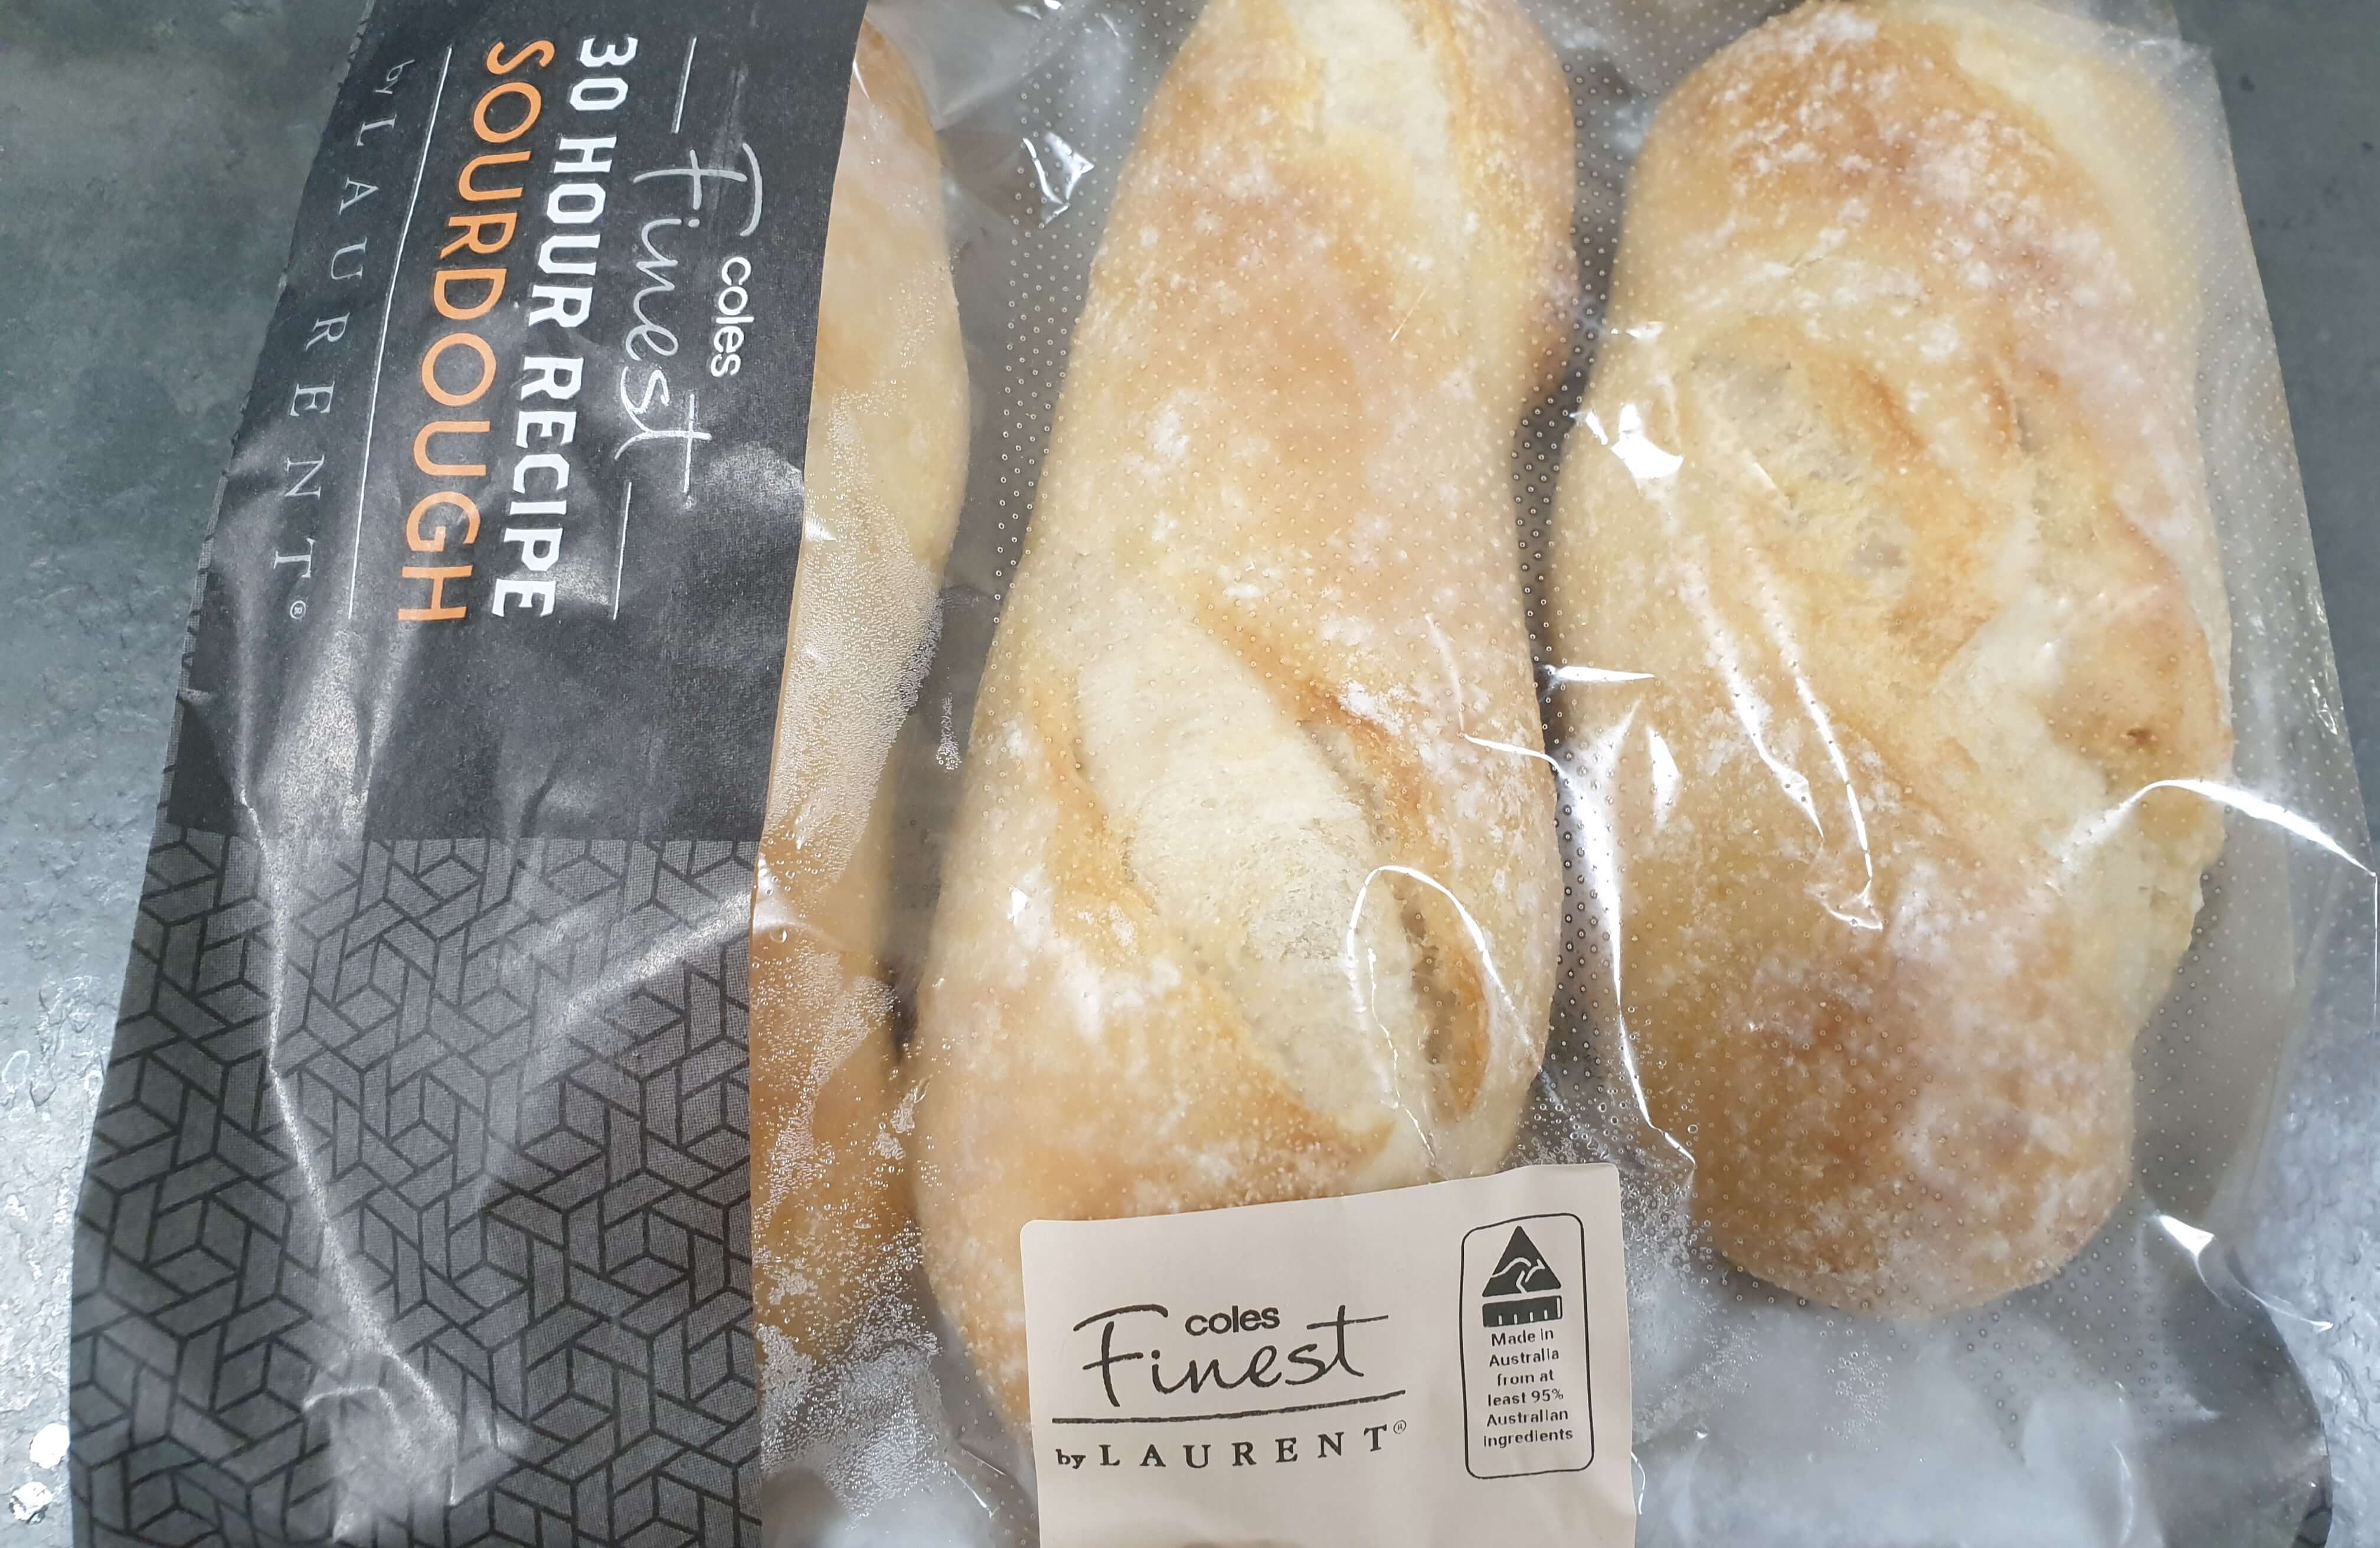 coles
Finest
30 HOUR RECIPE
SOURDOUGH
by LAURENT®
coles
Finest
by LAURENT®
Made in
Australia
from at
least 95%
Australian
ingredients